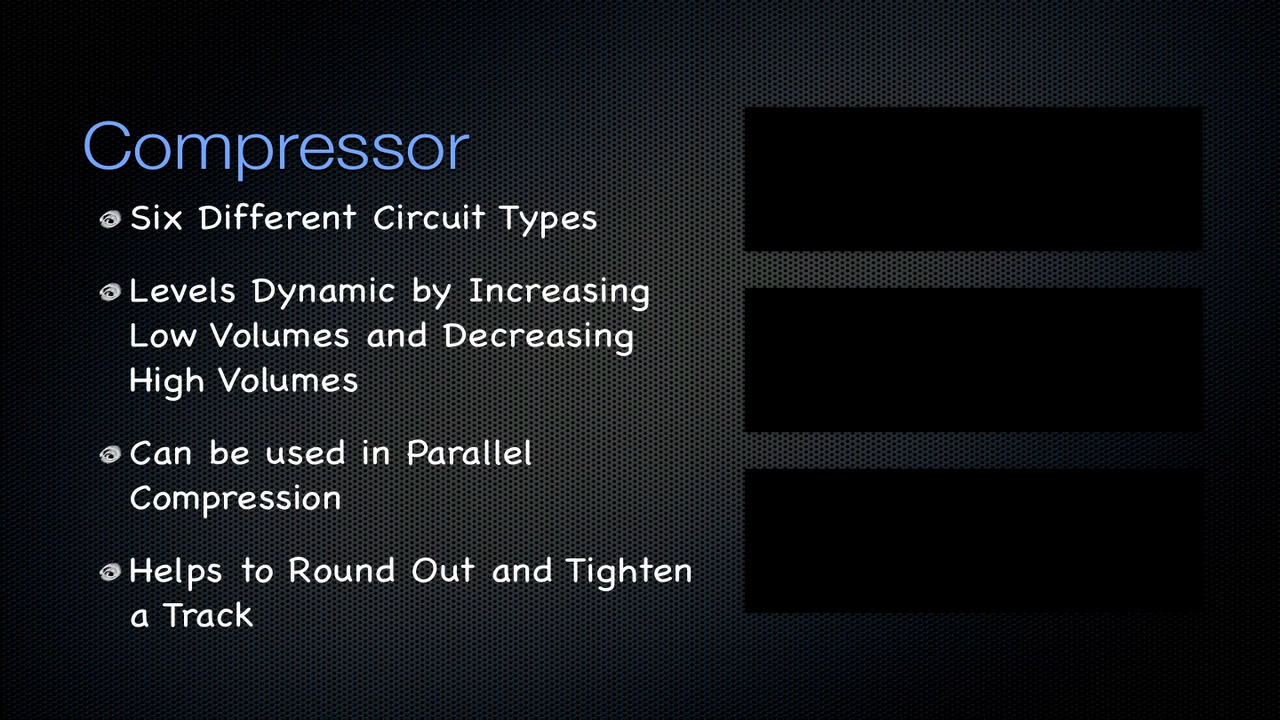 Compressor
Six Different Circuit Types
Levels Dynamic by Increasing
Low Volumes and Decreasing
High Volumes
Can be used in Parallel
Compression
Helps to Round Out and Tighten
a Track